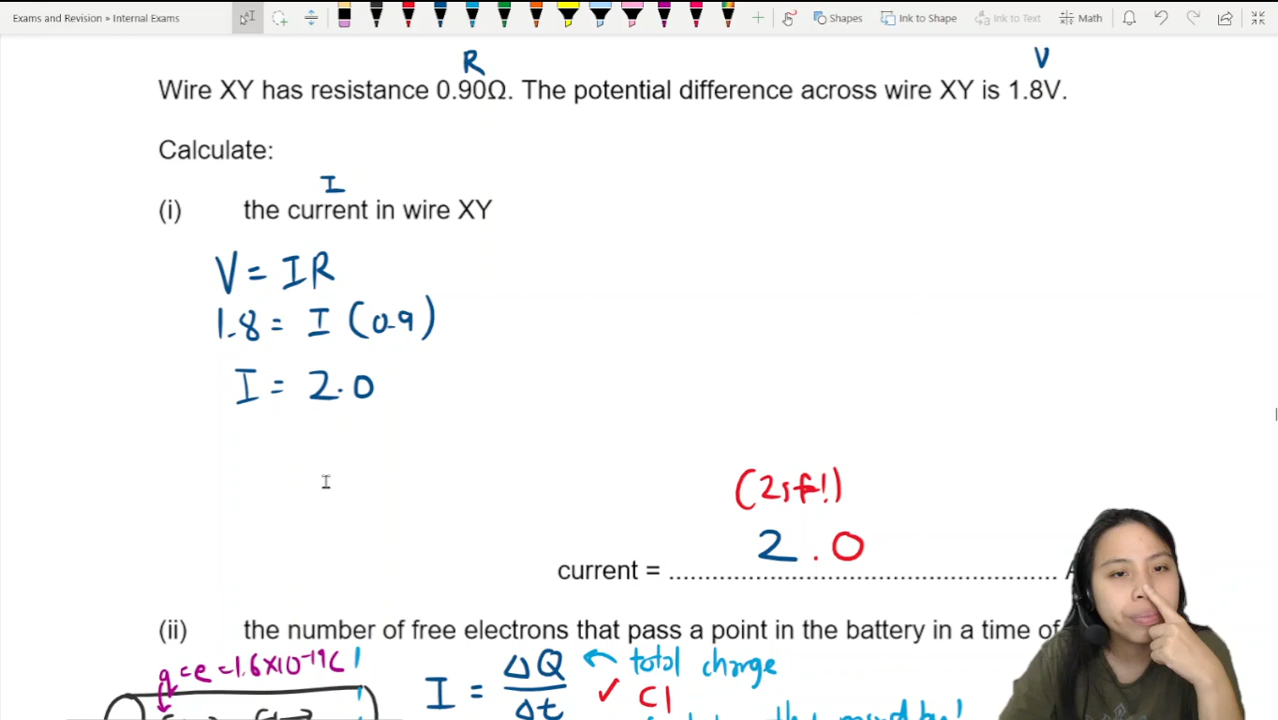 Exams and Revision » Internal Exams
Shapes Ink to Shape Ink to Text Math
R V
Wire XY has resistance 0.90Ω. The potential difference across wire XY is 1.8V.
Calculate:
I
(i) the current in wire XY
V = IR
1.8 = I (0.9)
I = 2.0
(2sf!)
2.0
current = ........................................................
(ii) the number of free electrons that pass a point in the battery in a time of
q=e=1.6×10⁻¹⁹C
I = ΔQ/Δt ← total charge
✓ C1